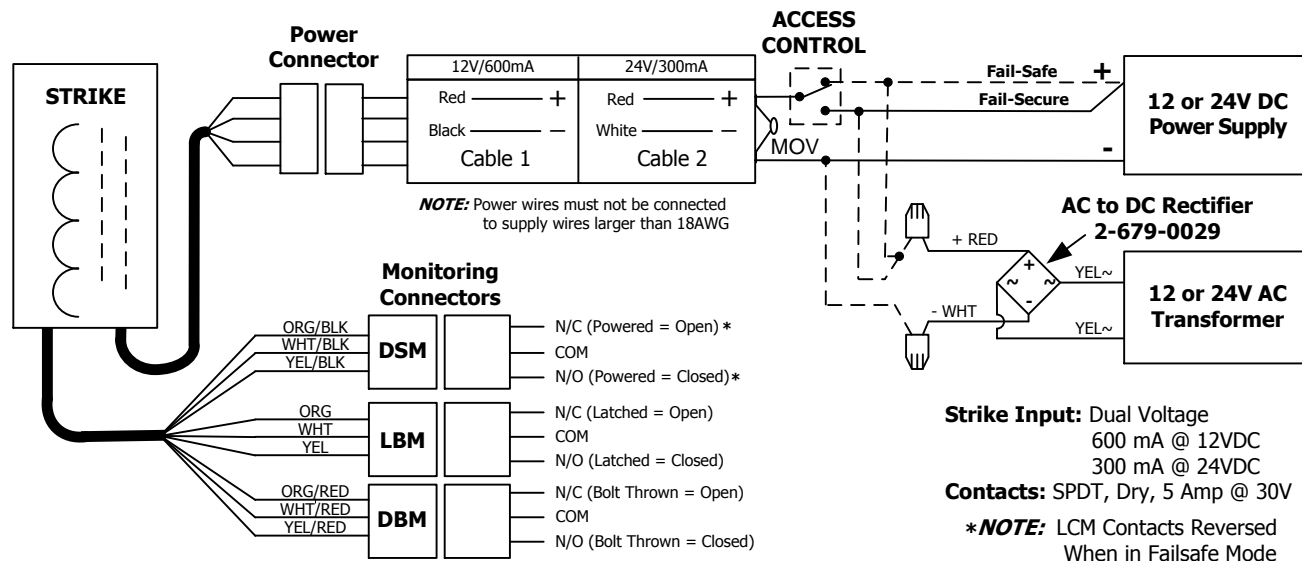 STRIKE
Power
Connector
12V/600mA
24V/300mA
Red +
Black −
Cable 1
Red +
White −
Cable 2
MOV
NOTE: Power wires must not be connected
to supply wires larger than 18AWG
ACCESS
CONTROL
Fail-Safe
+
Fail-Secure
-
12 or 24V DC
Power Supply
AC to DC Rectifier
2-679-0029
+ RED
- WHT
+
~ ~
-
YEL~
YEL~
12 or 24V AC
Transformer
Monitoring
Connectors
ORG/BLK
WHT/BLK
YEL/BLK
DSM
N/C (Powered = Open) *
COM
N/O (Powered = Closed)*
ORG
WHT
YEL
LBM
N/C (Latched = Open)
COM
N/O (Latched = Closed)
ORG/RED
WHT/RED
YEL/RED
DBM
N/C (Bolt Thrown = Open)
COM
N/O (Bolt Thrown = Closed)
Strike Input: Dual Voltage
600 mA @ 12VDC
300 mA @ 24VDC
Contacts: SPDT, Dry, 5 Amp @ 30V
*NOTE: LCM Contacts Reversed
When in Failsafe Mode